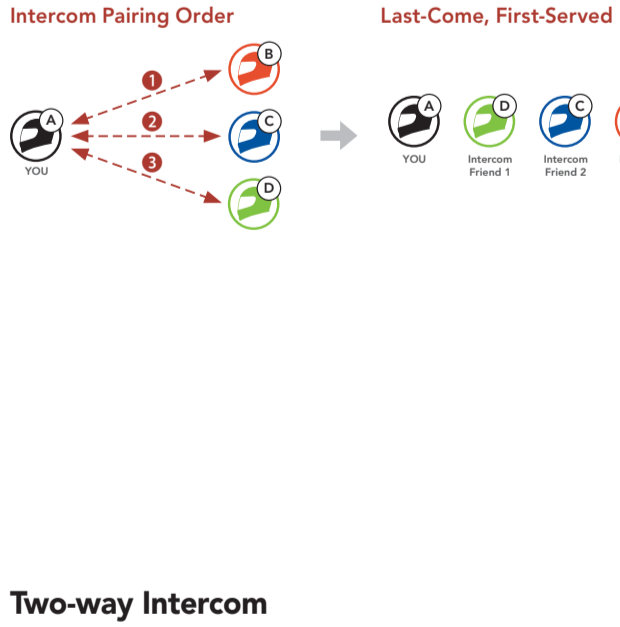 Intercom Pairing Order
Last-Come, First-Served
B
1
A
2
C
YOU
3
D
A
D
C
YOU
Intercom
Friend 1
Intercom
Friend 2
Two-way Intercom